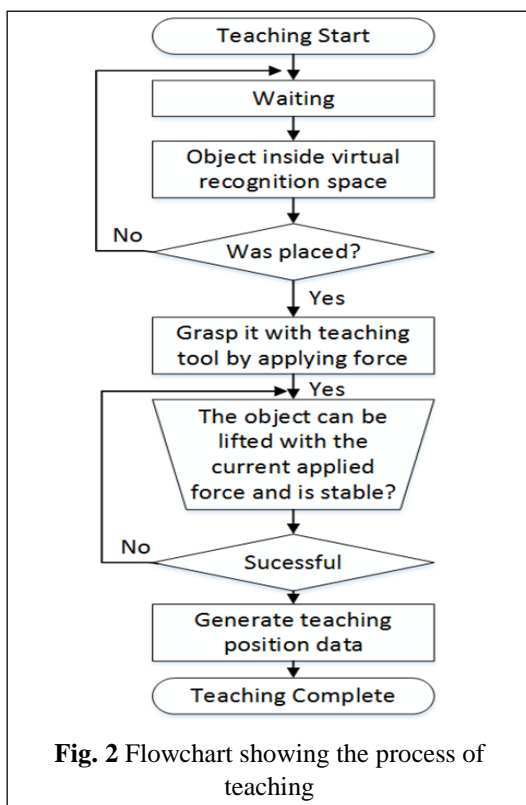 Teaching Start
Waiting
Object inside virtual
recognition space
No
Was placed?
Yes
Grasp it with teaching
tool by applying force
Yes
The object can be
lifted with the
current applied
force and is stable?
No
Sucessful
Generate teaching
position data
Teaching Complete
Fig. 2 Flowchart showing the process of
teaching